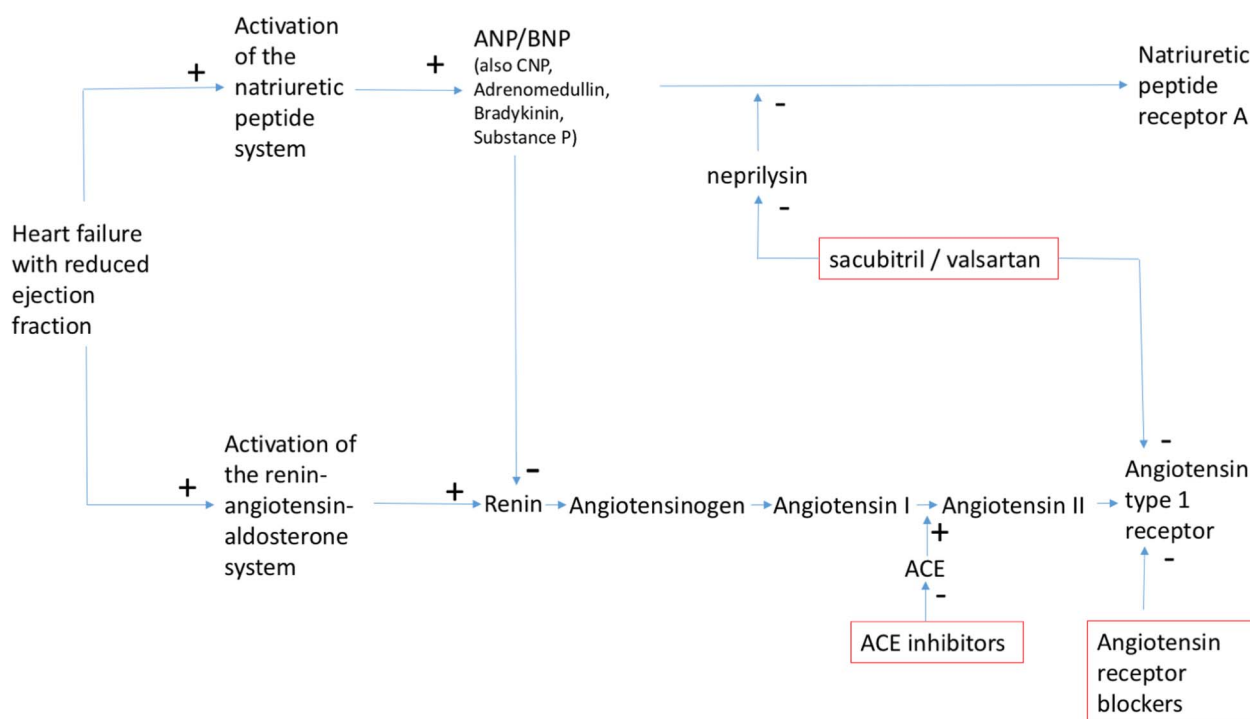 Activation
of the
natriuretic
peptide
system
+
+
ANP/BNP
(also CNP,
Adrenomedullin,
Bradykinin,
Substance P)
-
Natriuretic
peptide
receptor A
neprilysin
-
sacubitril / valsartan
Heart failure
with reduced
ejection
fraction
+
Activation of
the renin-
angiotensin-
aldosterone
system
+
-
Renin
Angiotensinogen
Angiotensin I
Angiotensin II
-
Angiotensin
type 1
receptor
+
ACE
-
ACE inhibitors
-
Angiotensin
receptor
blockers